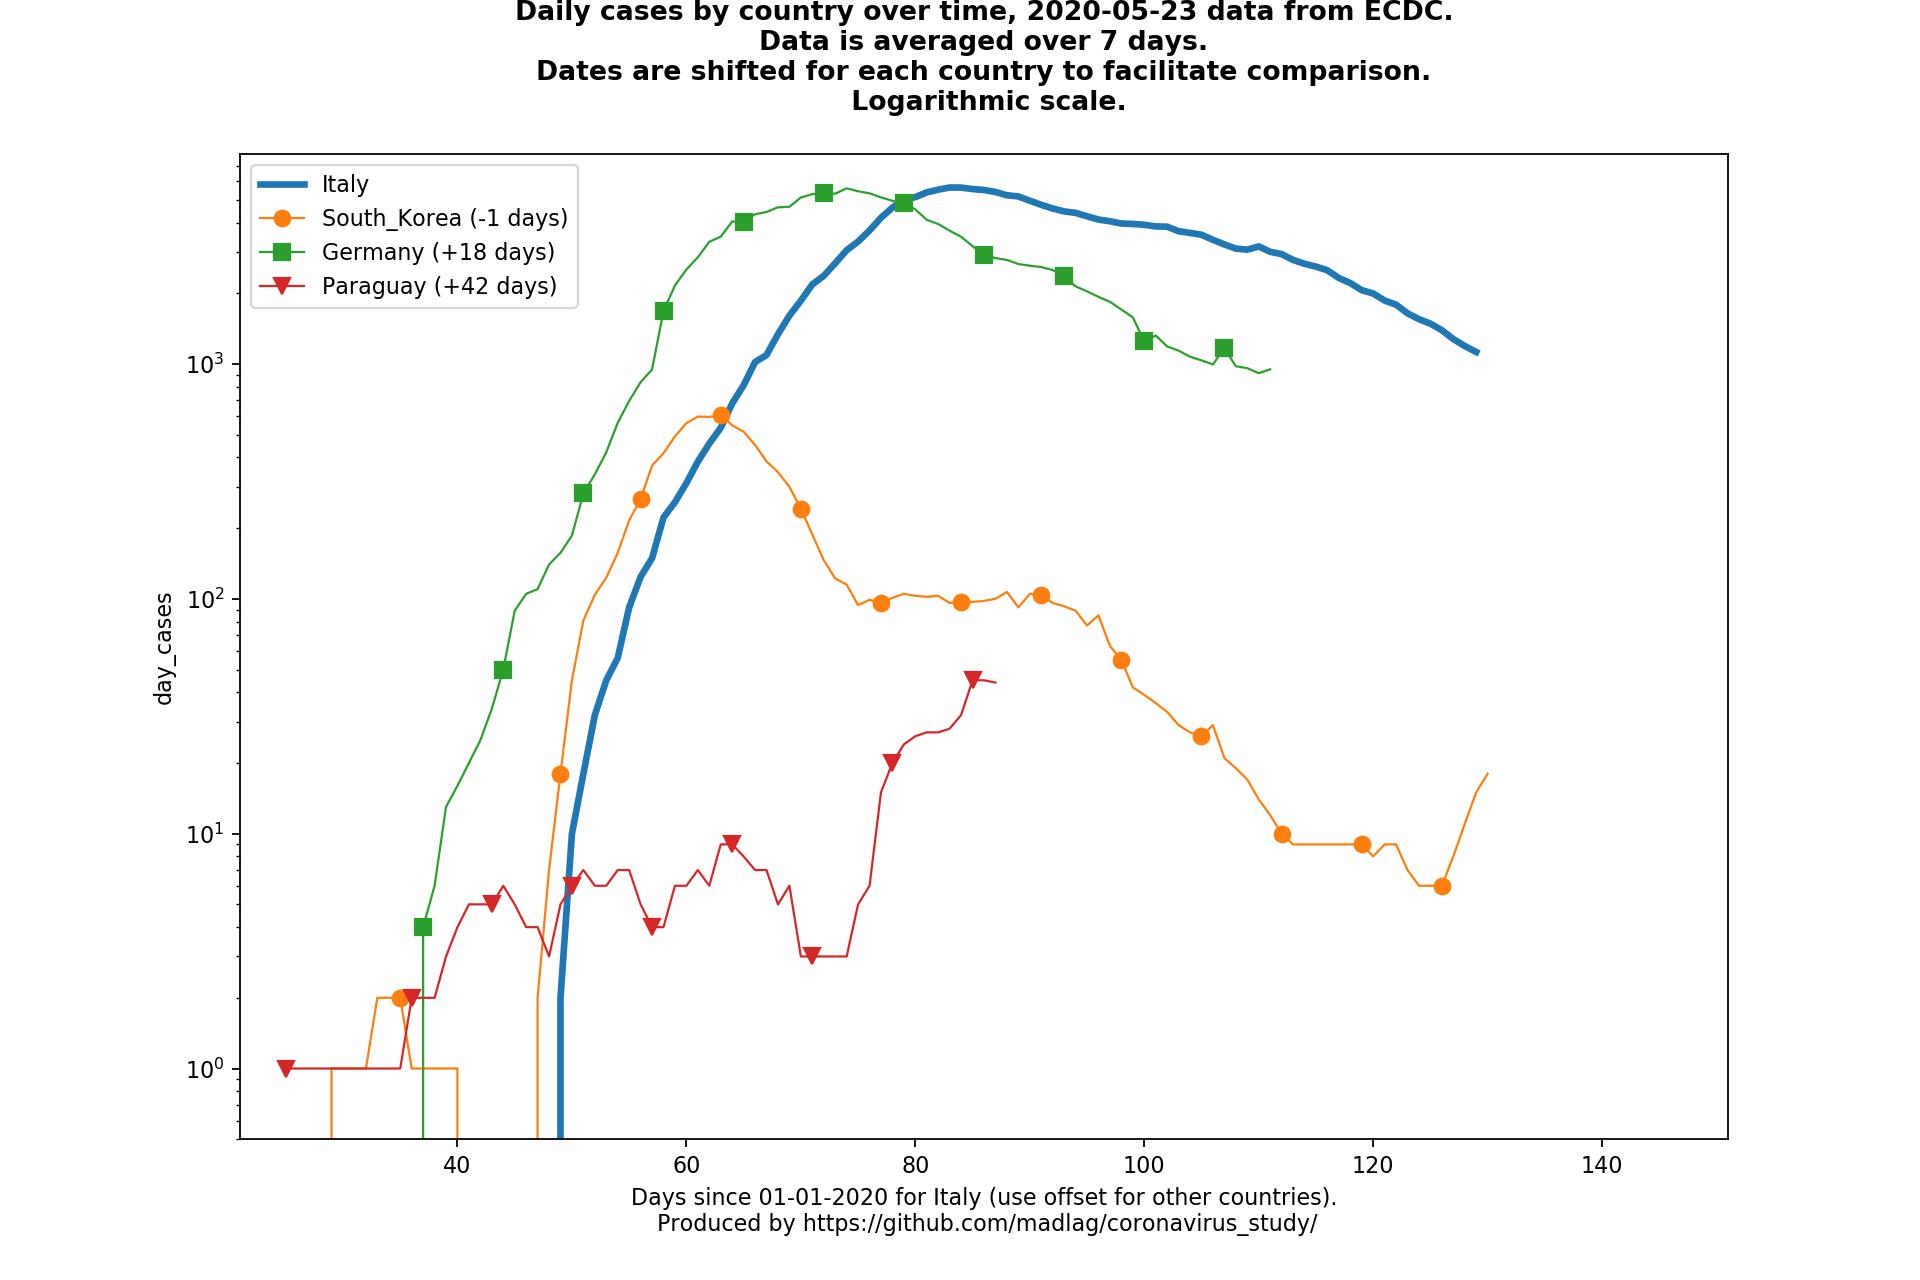 Daily cases by country over time, 2020-05-23 data from ECDC.
Data is averaged over 7 days.
Dates are shifted for each country to facilitate comparison.
Logarithmic scale.
Italy
South_Korea (-1 days)
Germany (+18 days)
Paraguay (+42 days)
day_cases
10³
10²
10¹
10⁰
40
60
80
100
120
140
Days since 01-01-2020 for Italy (use offset for other countries).
Produced by https://github.com/madlag/coronavirus_study/